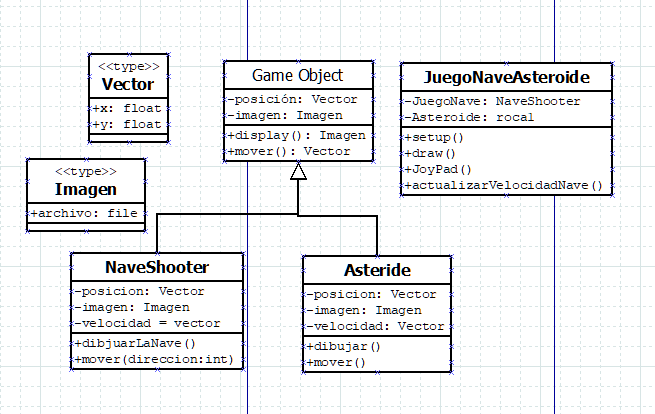 <<type>>
Vector
+x: float
+y: float
Game Object
-posición: Vector
-imagen: Imagen
+display(): Imagen
+mover(): Vector
JuegoNaveAsteroide
-JuegoNave: NaveShooter
-Asteroide: rocal
+setup()
+draw()
+JoyPad()
+actualizarVelocidadNave()
<<type>>
Imagen
+archivo: file
NaveShooter
-posicion: Vector
-imagen: Imagen
-velocidad = vector
+dibjuarLaNave()
+mover(direccion:int)
Asteride
-posicion: Vector
-imagen: Imagen
-velocidad: Vector
+dibujar()
+mover()